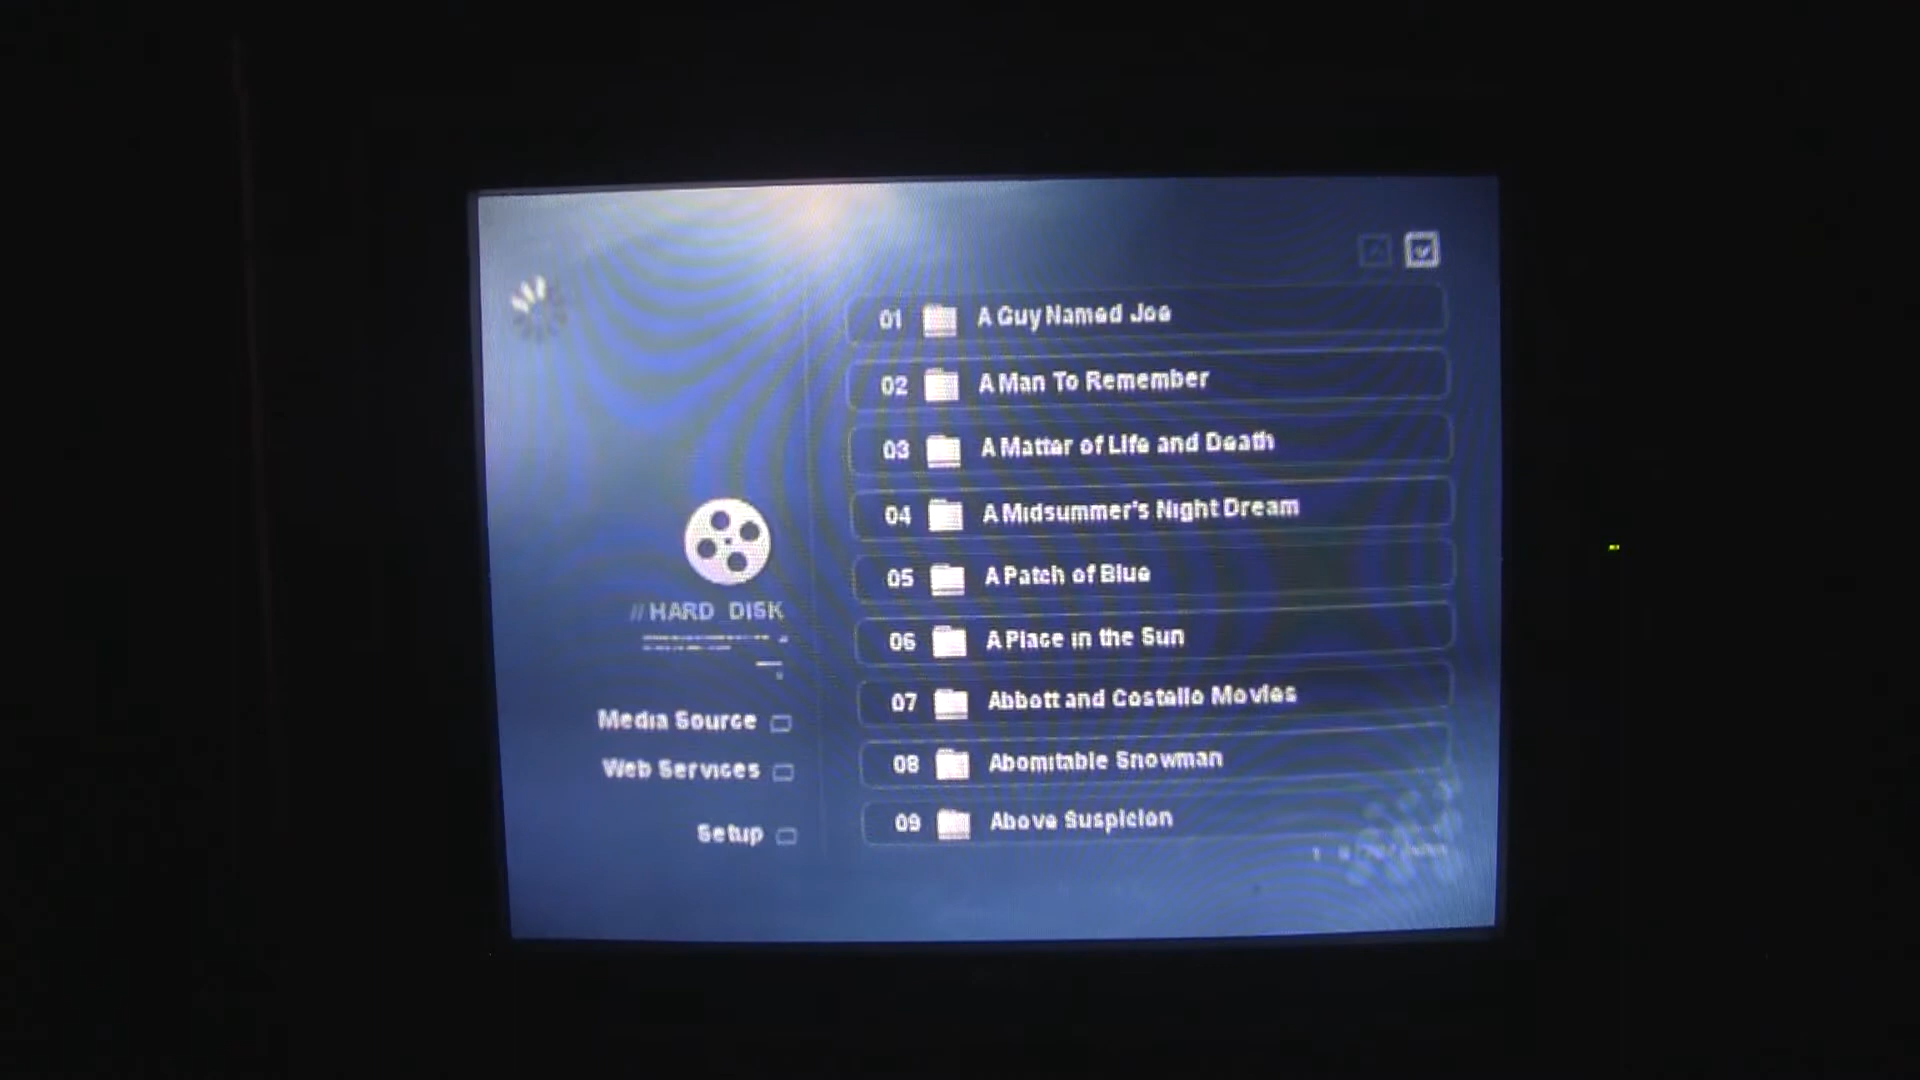 01 A Guy Named Joe
02 A Man To Remember
03 A Matter of Life and Death
04 A Midsummer's Night Dream
05 A Patch of Blue
06 A Place in the Sun
07 Abbott and Costello Movies
08 Abomitable Snowman
09 Above Suspicion
// HARD DISK
Media Source
Web Services
Setup